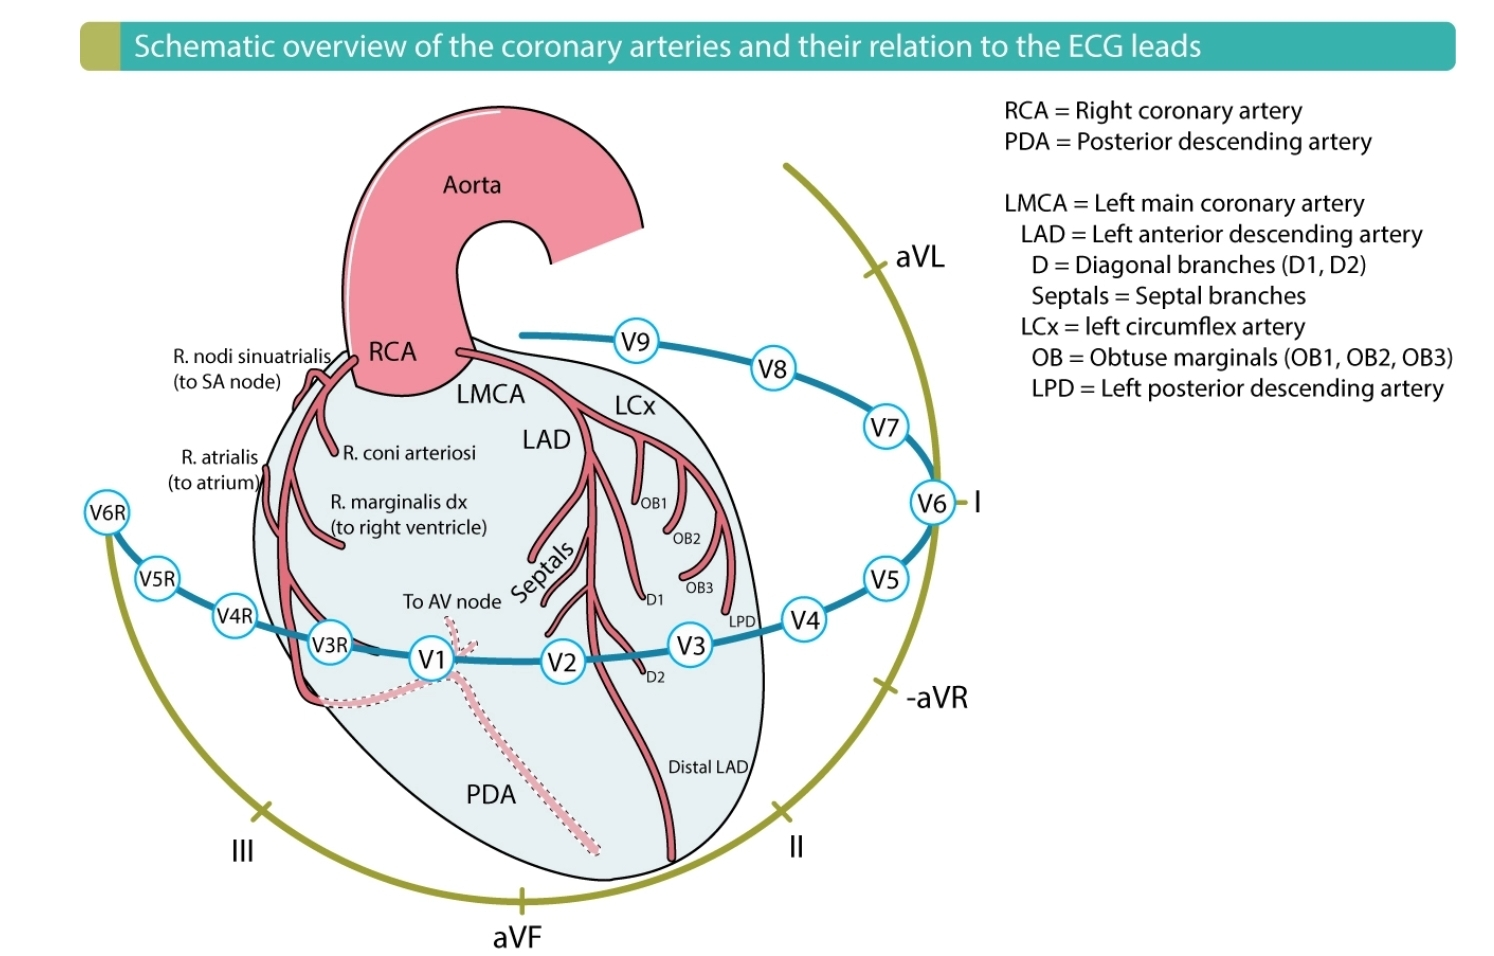 Schematic overview of the coronary arteries and their relation to the ECG leads
RCA = Right coronary artery
PDA = Posterior descending artery
LMCA = Left main coronary artery
LAD = Left anterior descending artery
D = Diagonal branches (D1, D2)
Septals = Septal branches
LCx = left circumflex artery
OB = Obtuse marginals (OB1, OB2, OB3)
LPD = Left posterior descending artery
Aorta
aVL
V9
V8
V7
RCA
R. nodi sinuatrialis
(to SA node)
LMCA
LCx
LAD
R. coni arteriosi
R. atrialis
(to atrium)
R. marginalis dx
(to right ventricle)
OB1
OB2
OB3
V6
I
V6R
V5R
V4R
V3R
V1
V2
V3
V4
V5
Septals
To AV node
D1
LPD
D2
-aVR
Distal LAD
PDA
III
II
aVF